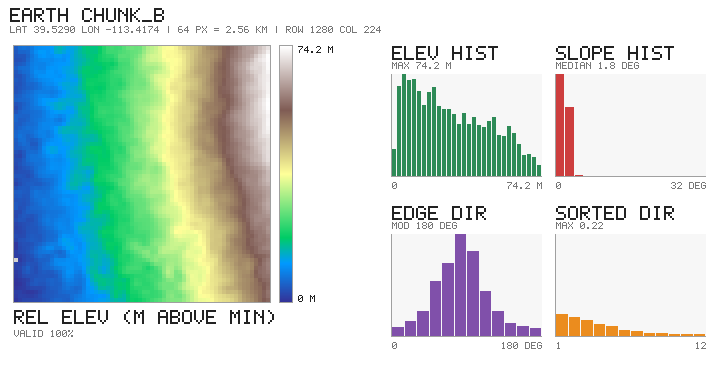 EARTH CHUNK_B
LAT 39.5290 LON -113.4174 | 64 PX = 2.56 KM | ROW 1280 COL 224
74.2 M
0 M
REL ELEV (M ABOVE MIN)
VALID 100%
ELEV HIST
MAX 74.2 M
0 74.2 M
SLOPE HIST
MEDIAN 1.8 DEG
0 32 DEG
EDGE DIR
MOD 180 DEG
0 180 DEG
SORTED DIR
MAX 0.22
1 12